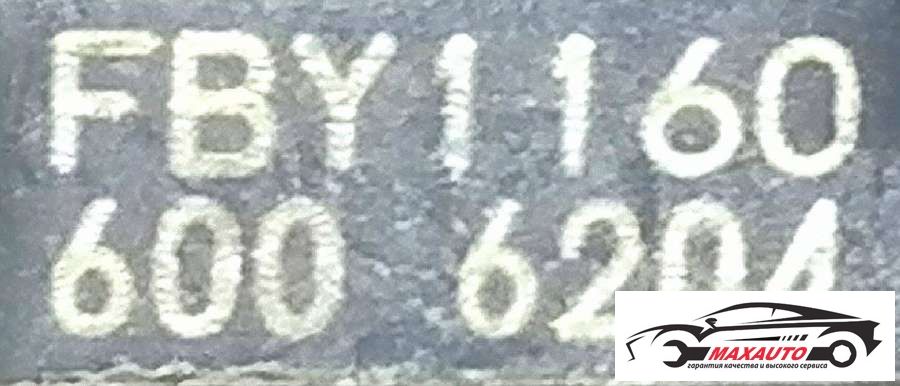 FBY1160
600 6204
MAXAUTO
гарантия качества и высокого сервиса